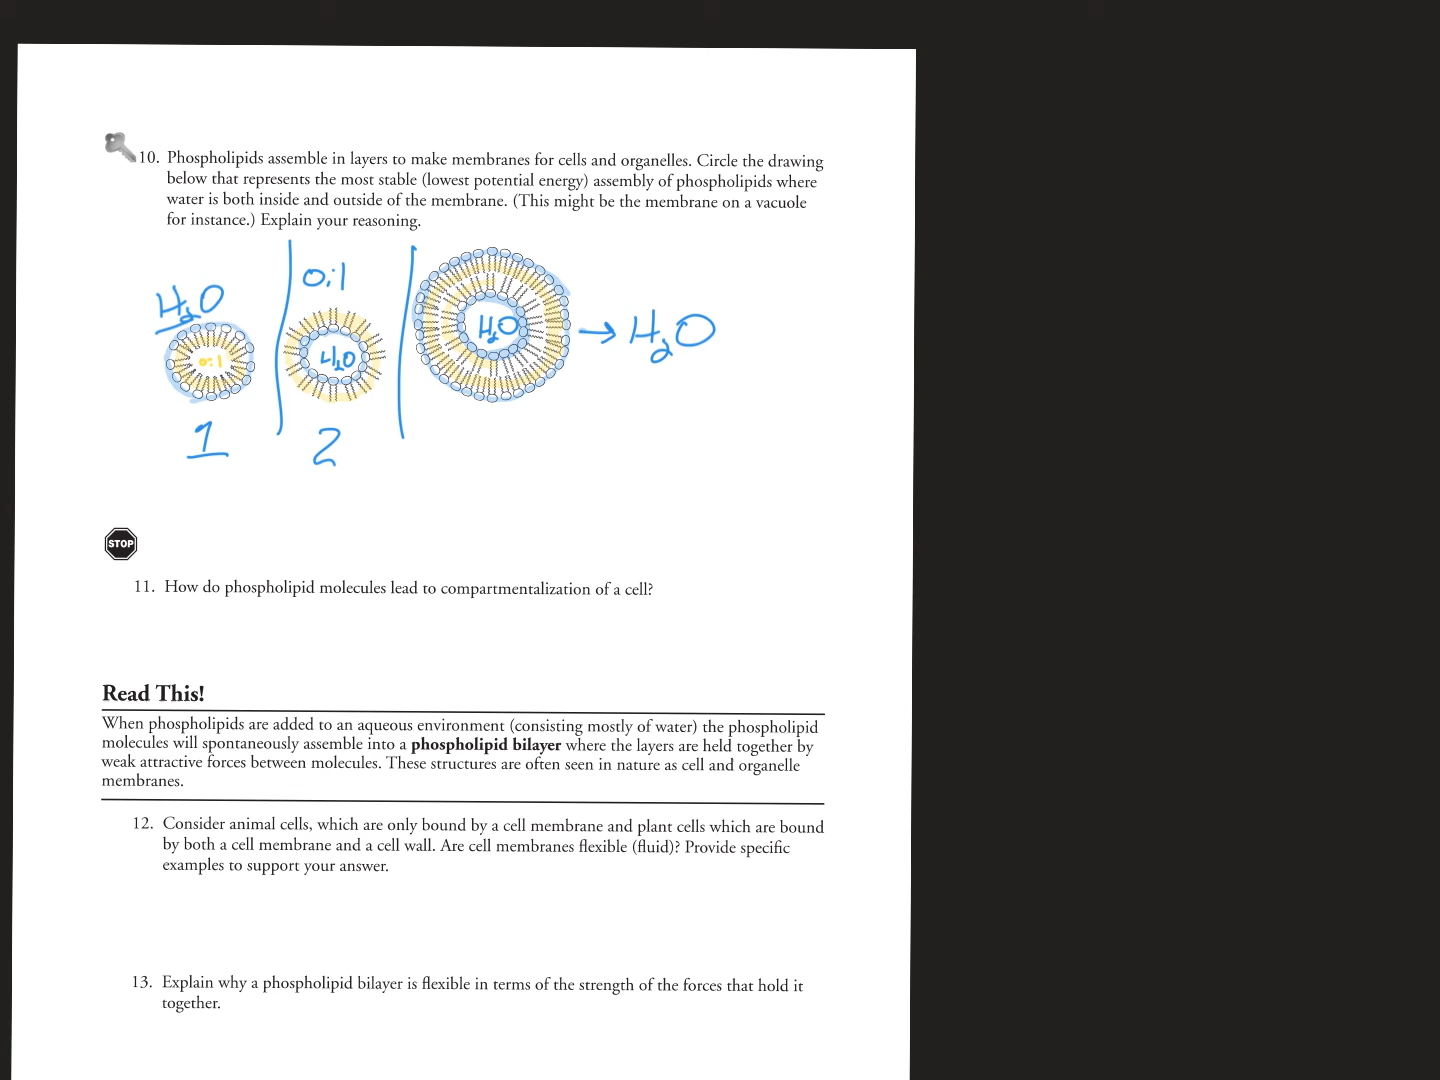 10. Phospholipids assemble in layers to make membranes for cells and organelles. Circle the drawing
below that represents the most stable (lowest potential energy) assembly of phospholipids where
water is both inside and outside of the membrane. (This might be the membrane on a vacuole
for instance.) Explain your reasoning.
H₂O
oil
1
oil
H₂O
2
H₂O → H₂O
STOP
11. How do phospholipid molecules lead to compartmentalization of a cell?
Read This!
When phospholipids are added to an aqueous environment (consisting mostly of water) the phospholipid
molecules will spontaneously assemble into a phospholipid bilayer where the layers are held together by
weak attractive forces between molecules. These structures are often seen in nature as cell and organelle
membranes.
12. Consider animal cells, which are only bound by a cell membrane and plant cells which are bound
by both a cell membrane and a cell wall. Are cell membranes flexible (fluid)? Provide specific
examples to support your answer.
13. Explain why a phospholipid bilayer is flexible in terms of the strength of the forces that hold it
together.